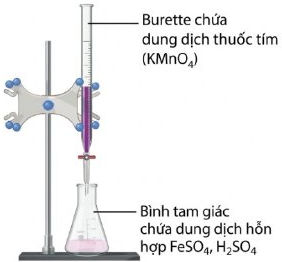 Burette chứa
dung dịch thuốc tím
(KMnO₄)
Bình tam giác
chứa dung dịch hỗn
hợp FeSO₄, H₂SO₄